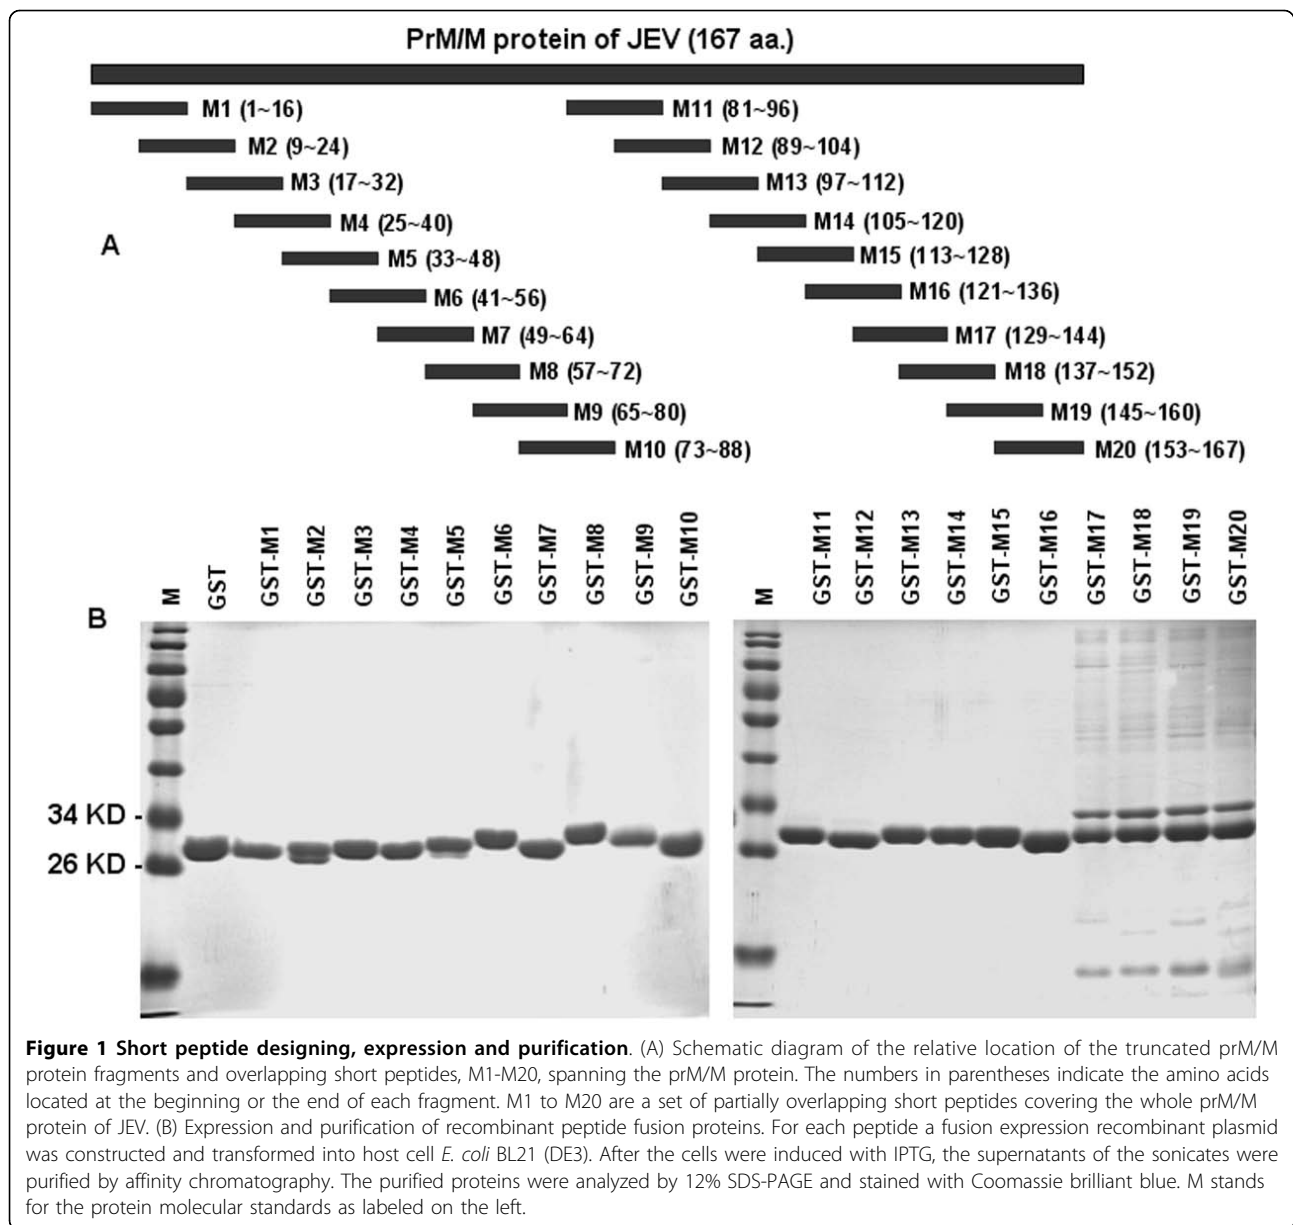 PrM/M protein of JEV (167 aa.)
M1 (1~16)
M2 (9~24)
M3 (17~32)
M4 (25~40)
M5 (33~48)
M6 (41~56)
M7 (49~64)
M8 (57~72)
M9 (65~80)
M10 (73~88)
M11 (81~96)
M12 (89~104)
M13 (97~112)
M14 (105~120)
M15 (113~128)
M16 (121~136)
M17 (129~144)
M18 (137~152)
M19 (145~160)
M20 (153~167)
A
B
M
GST
GST-M1
GST-M2
GST-M3
GST-M4
GST-M5
GST-M6
GST-M7
GST-M8
GST-M9
GST-M10
M
GST-M11
GST-M12
GST-M13
GST-M14
GST-M15
GST-M16
GST-M17
GST-M18
GST-M19
GST-M20
34 KD -
26 KD -
Figure 1 Short peptide designing, expression and purification. (A) Schematic diagram of the relative location of the truncated prM/M
protein fragments and overlapping short peptides, M1-M20, spanning the prM/M protein. The numbers in parentheses indicate the amino acids
located at the beginning or the end of each fragment. M1 to M20 are a set of partially overlapping short peptides covering the whole prM/M
protein of JEV. (B) Expression and purification of recombinant peptide fusion proteins. For each peptide a fusion expression recombinant plasmid
was constructed and transformed into host cell E. coli BL21 (DE3). After the cells were induced with IPTG, the supernatants of the sonicates were
purified by affinity chromatography. The purified proteins were analyzed by 12% SDS-PAGE and stained with Coomassie brilliant blue. M stands
for the protein molecular standards as labeled on the left.